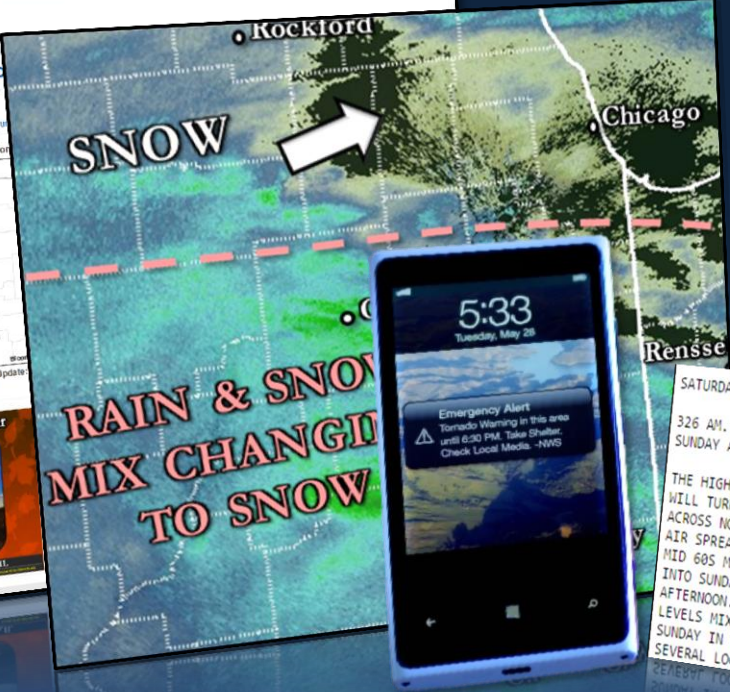 Rockford
SNOW
Chicago
RAIN & SNOW
MIX CHANGIN
TO SNOW
Rensse
5:33
Tuesday, May 28
Emergency Alert
Tornado Warning in this area
until 6:30 PM. Take Shelter.
Check Local Media. -NWS
SATURDA
326 AM.
SUNDAY A
THE HIGH
WILL TUR
ACROSS NO
AIR SPREA
MID 60S M
INTO SUNDA
AFTERNOON.
LEVELS MIX
SUNDAY IN
SEVERAL LO